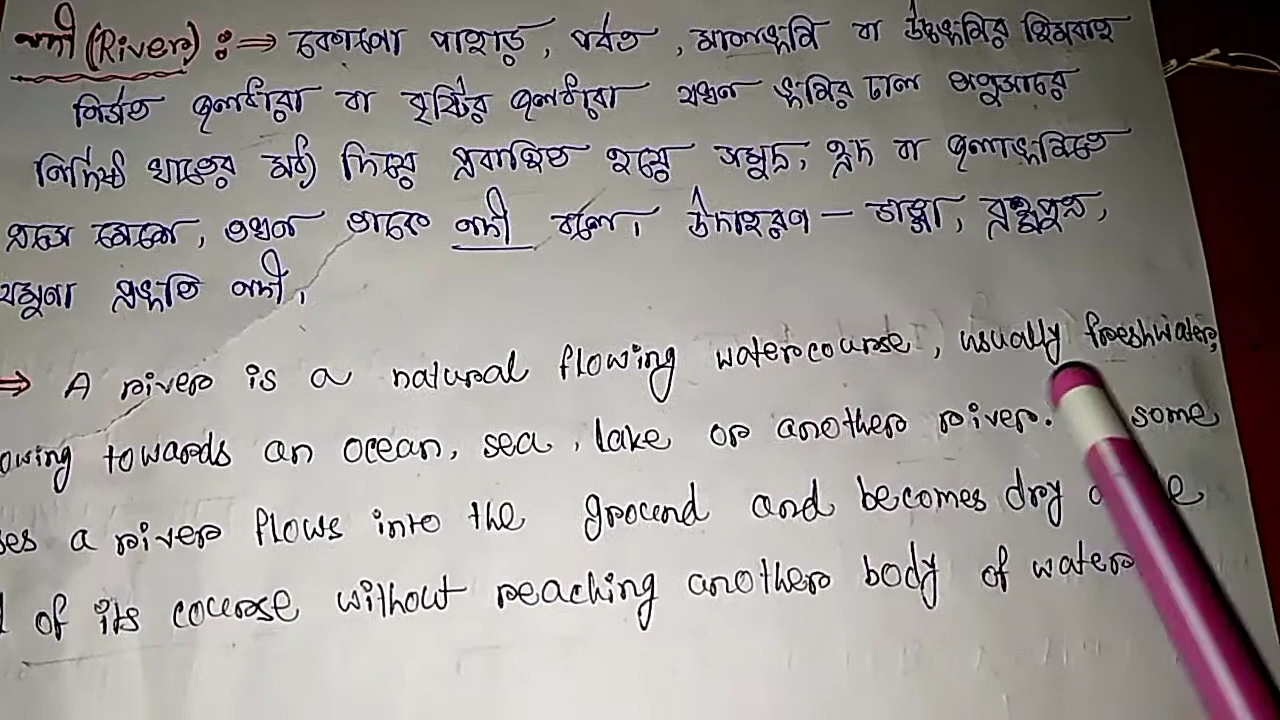 নদী (River) :⇒ কোনো পাহাড়, পর্বত, মালভূমি বা উচ্চভূমির হিমবাহ
নির্গত জলধারা বা বৃষ্টির জলধারা যখন ভূমির ঢাল অনুসারে
নির্দিষ্ট খাতের মধ্য দিয়ে প্রবাহিত হয়ে সমুদ্র, হ্রদ বা জলাভূমিতে
এসে মেশে, তখন তাকে নদী বলে। উদাহরণ – গঙ্গা, ব্রহ্মপুত্র,
যমুনা প্রভৃতি নদী।
⇒ A river is a natural flowing watercourse, usually freshwater,
owing towards an ocean, sea, lake or another river. some
ses a river flows into the ground and becomes dry
of its course without reaching another body of water